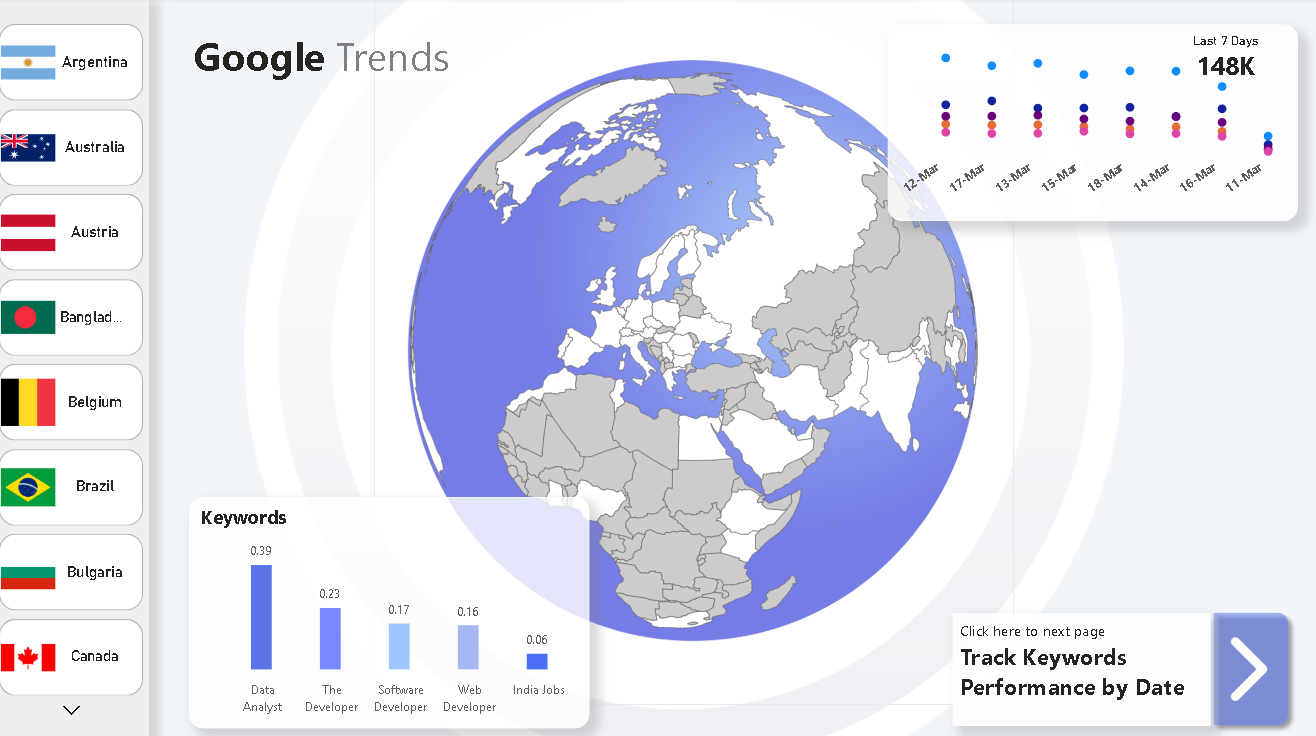 Argentina
Australia
Austria
Banglad...
Belgium
Brazil
Bulgaria
Canada
Google Trends
Last 7 Days
148K
12-Mar
17-Mar
13-Mar
15-Mar
18-Mar
14-Mar
16-Mar
11-Mar
Keywords
0.39
0.23
0.17
0.16
0.06
Data
Analyst
The
Developer
Software
Developer
Web
Developer
India Jobs
Click here to next page
Track Keywords
Performance by Date